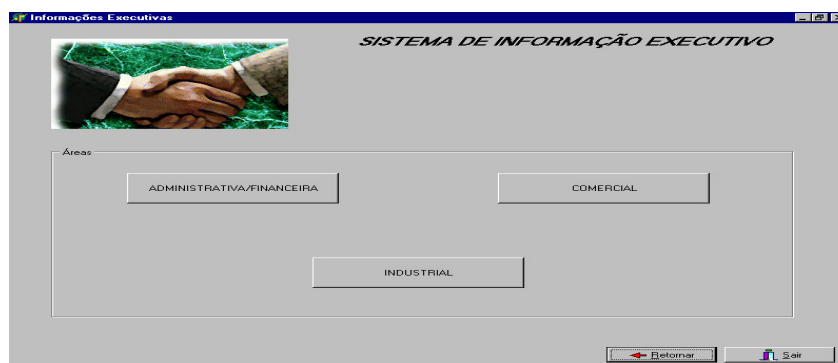 Informações Executivas
SISTEMA DE INFORMAÇÃO EXECUTIVO
Áreas
ADMINISTRATIVA/FINANCEIRA
COMERCIAL
INDUSTRIAL
Retornar
Sair